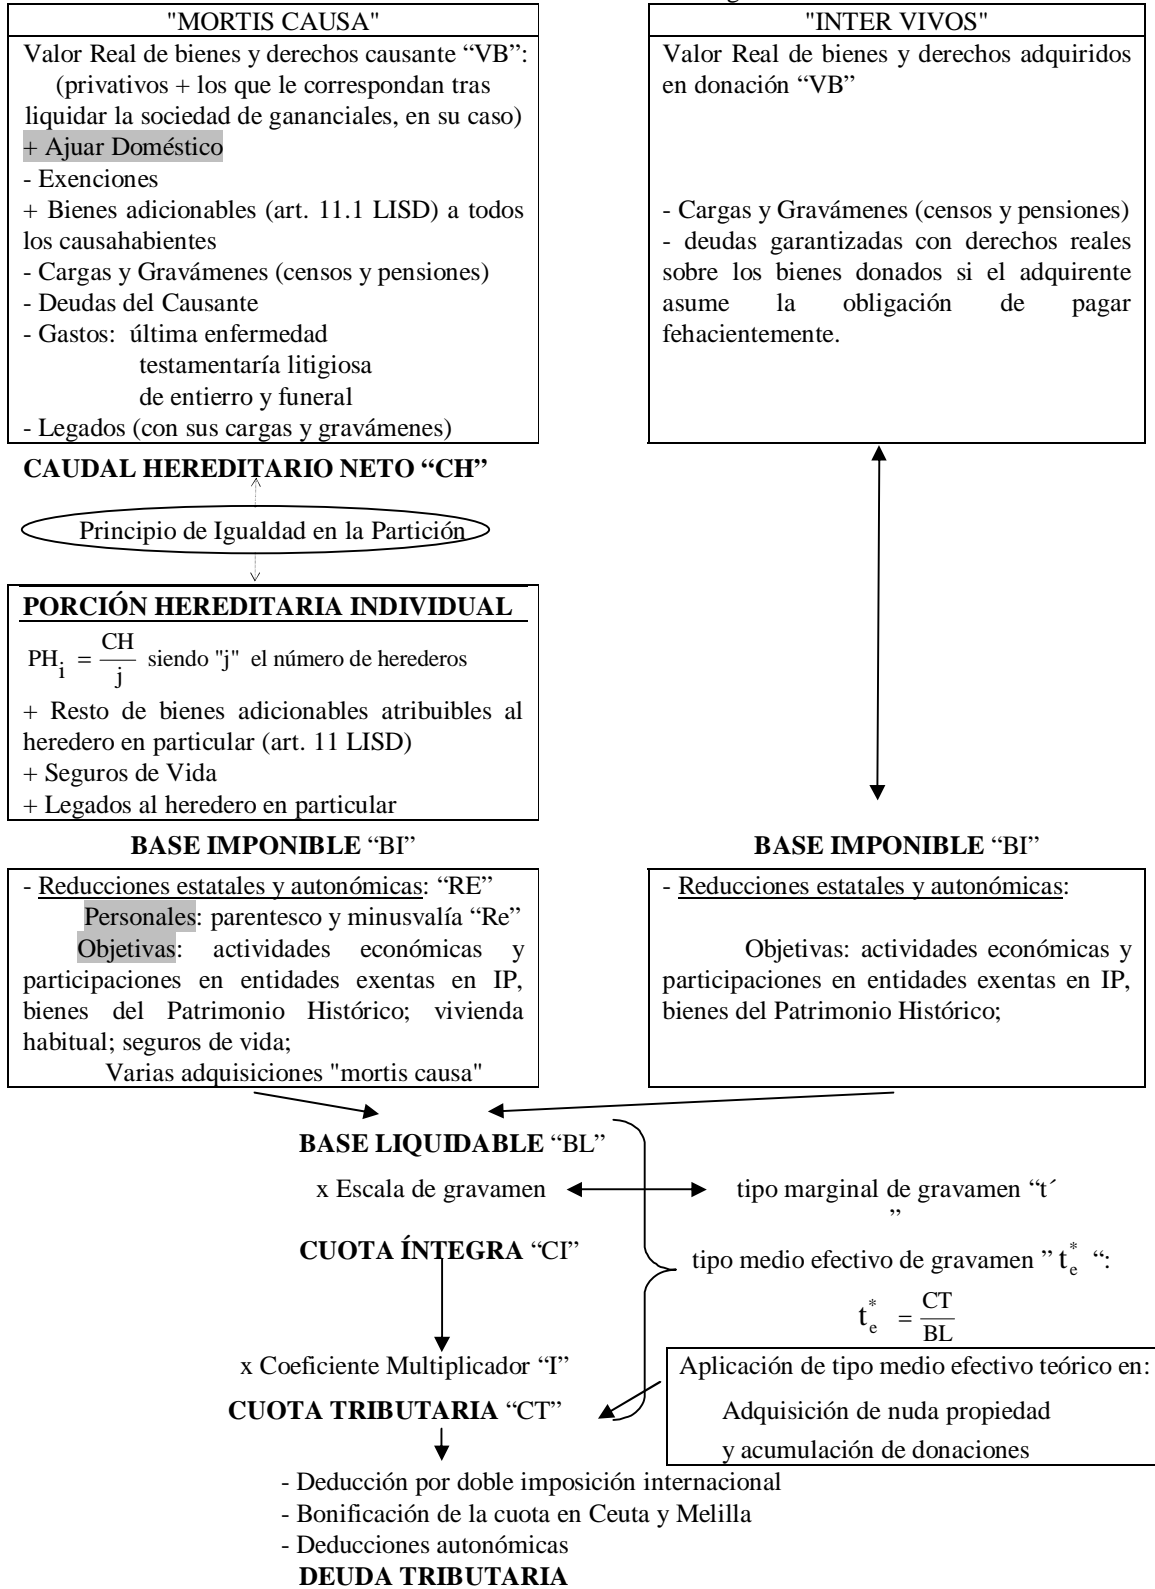 "MORTIS CAUSA"
Valor Real de bienes y derechos causante “VB”:
(privativos + los que le correspondan tras
liquidar la sociedad de gananciales, en su caso)
+ Ajuar Doméstico
- Exenciones
+ Bienes adicionables (art. 11.1 LISD) a todos
los causahabientes
- Cargas y Gravámenes (censos y pensiones)
- Deudas del Causante
- Gastos: última enfermedad
testamentaría litigiosa
de entierro y funeral
- Legados (con sus cargas y gravámenes)
CAUDAL HEREDITARIO NETO “CH”
Principio de Igualdad en la Partición
PORCIÓN HEREDITARIA INDIVIDUAL
PH_i = CH/j siendo "j" el número de herederos
+ Resto de bienes adicionables atribuibles al
heredero en particular (art. 11 LISD)
+ Seguros de Vida
+ Legados al heredero en particular
BASE IMPONIBLE “BI”
- Reducciones estatales y autonómicas: “RE”
Personales: parentesco y minusvalía “Re”
Objetivas: actividades económicas y
participaciones en entidades exentas en IP,
bienes del Patrimonio Histórico; vivienda
habitual; seguros de vida;
Varias adquisiciones "mortis causa"
"INTER VIVOS"
Valor Real de bienes y derechos adquiridos
en donación “VB”
- Cargas y Gravámenes (censos y pensiones)
- deudas garantizadas con derechos reales
sobre los bienes donados si el adquirente
asume la obligación de pagar
fehacientemente.
BASE IMPONIBLE “BI”
- Reducciones estatales y autonómicas:
Objetivas: actividades económicas y
participaciones en entidades exentas en IP,
bienes del Patrimonio Histórico;
BASE LIQUIDABLE “BL”
x Escala de gravamen
tipo marginal de gravamen “t´
”
CUOTA ÍNTEGRA “CI”
tipo medio efectivo de gravamen ” t_e^* “:
t_e^* = CT/BL
x Coeficiente Multiplicador “I”
CUOTA TRIBUTARIA “CT”
Aplicación de tipo medio efectivo teórico en:
Adquisición de nuda propiedad
y acumulación de donaciones
- Deducción por doble imposición internacional
- Bonificación de la cuota en Ceuta y Melilla
- Deducciones autonómicas
DEUDA TRIBUTARIA